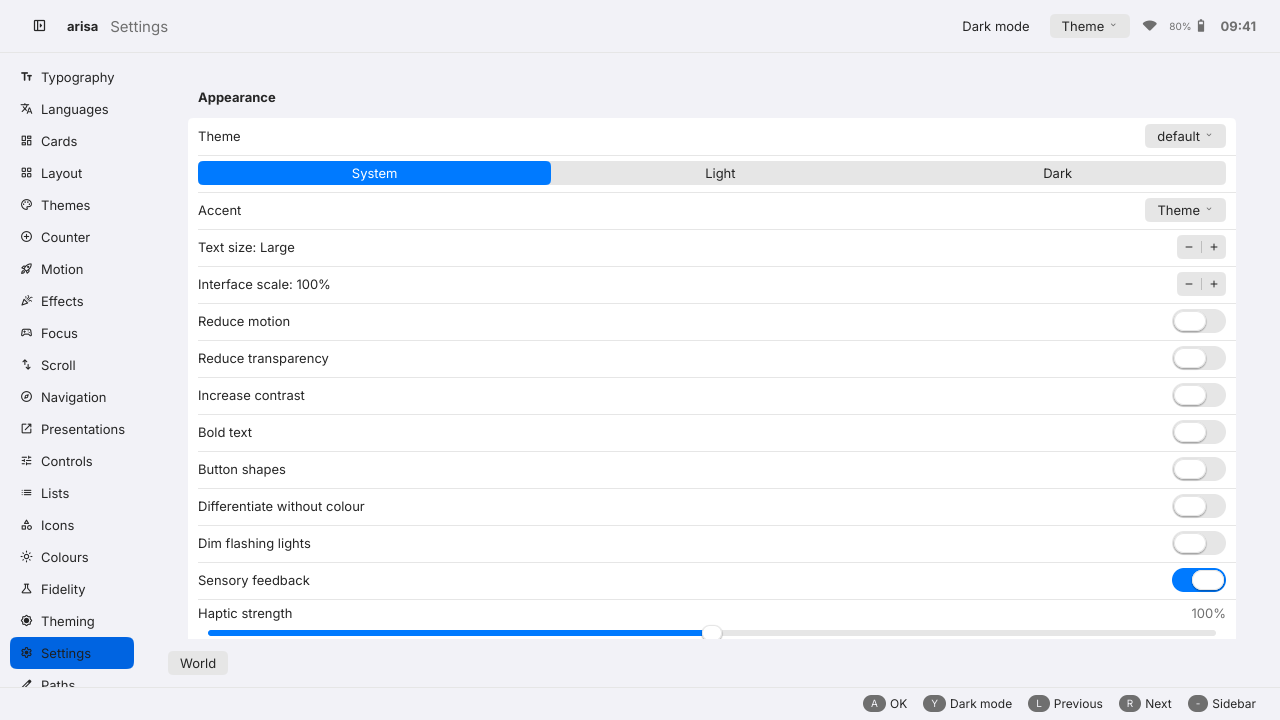 arisa Settings Dark mode Theme 80% 09:41
Typography
Languages
Cards
Layout
Themes
Counter
Motion
Effects
Focus
Scroll
Navigation
Presentations
Controls
Lists
Icons
Colours
Fidelity
Theming
Settings
Paths
Appearance
Theme default
System Light Dark
Accent Theme
Text size: Large − +
Interface scale: 100% − +
Reduce motion
Reduce transparency
Increase contrast
Bold text
Button shapes
Differentiate without colour
Dim flashing lights
Sensory feedback
Haptic strength 100%
World
A OK Y Dark mode L Previous R Next - Sidebar